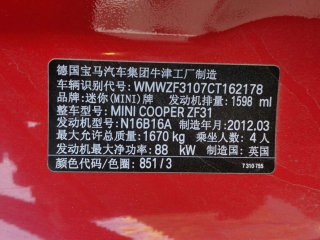 德国宝马汽车集团牛津工厂制造
车辆识别代号: WMWZF3107CT162178
品牌: 迷你(MINI)牌 发动机排量: 1598 ml
整车型号: MINI COOPER ZF31
发动机型号: N16B16A 制造年月: 2012.03
最大允许总质量: 1670 kg 乘坐人数: 4人
发动机最大净功率: 88 kW 制造国: 英国
颜色代码/色圈: 851/3
7 310 755